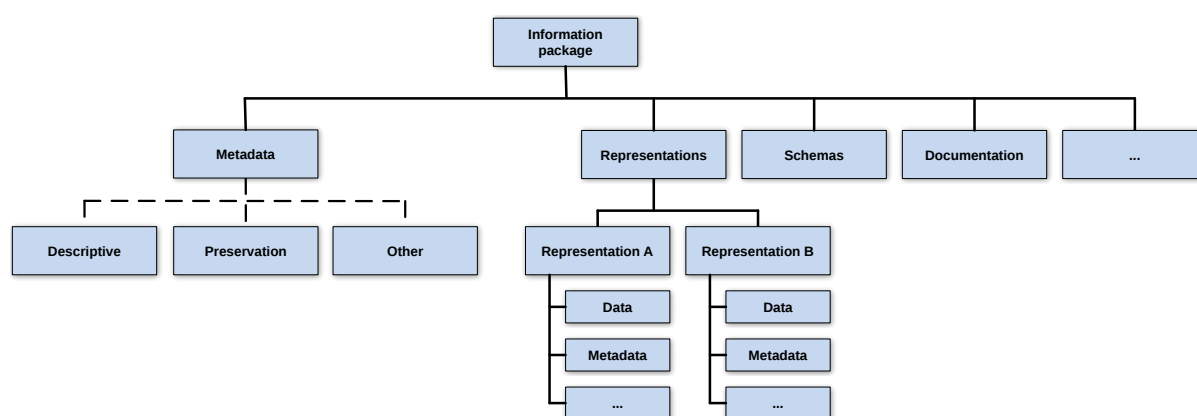 Information
package
Metadata
Representations
Schemas
Documentation
...
Descriptive
Preservation
Other
Representation A
Representation B
Data
Data
Metadata
Metadata
...
...